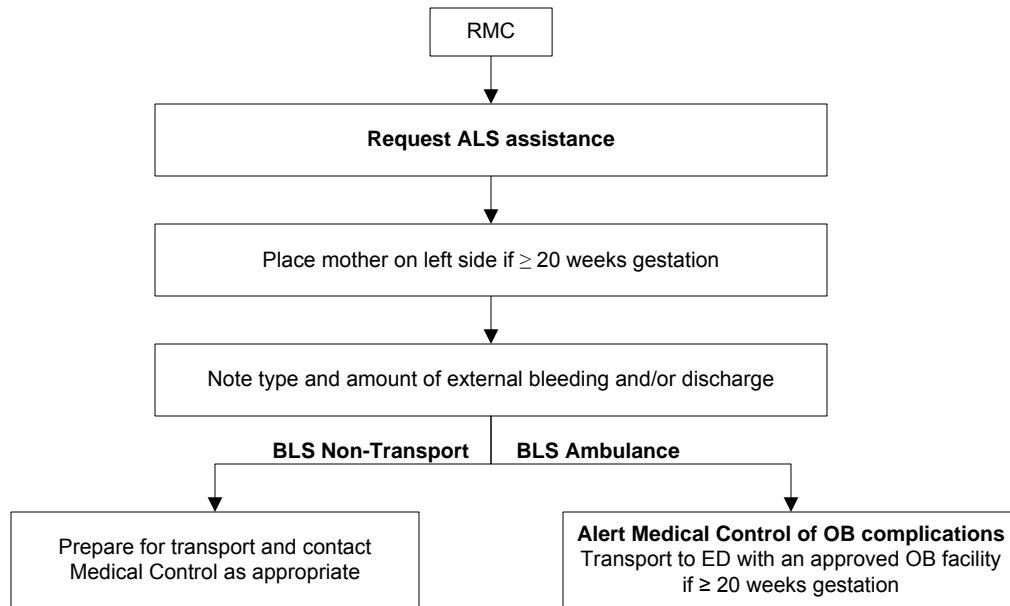 RMC
Request ALS assistance
Place mother on left side if ≥ 20 weeks gestation
Note type and amount of external bleeding and/or discharge
BLS Non-Transport
BLS Ambulance
Prepare for transport and contact
Medical Control as appropriate
Alert Medical Control of OB complications
Transport to ED with an approved OB facility
if ≥ 20 weeks gestation